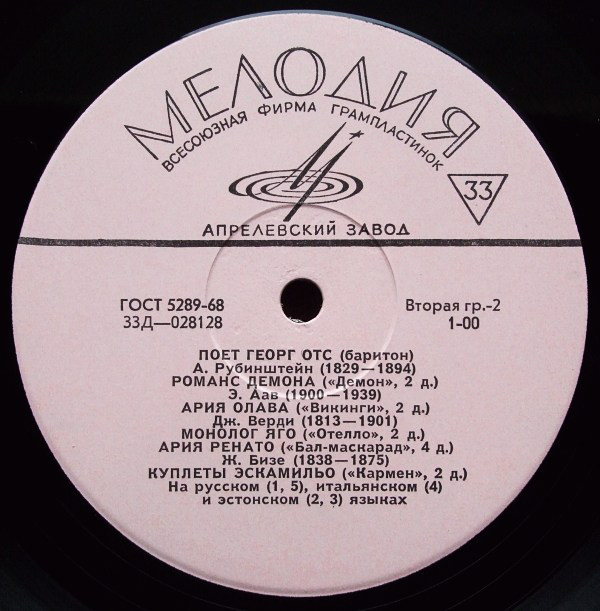 МЕЛОДИЯ
ВСЕСОЮЗНАЯ ФИРМА ГРАМПЛАСТИНОК
33
АПРЕЛЕВСКИЙ ЗАВОД
ГОСТ 5289-68
33Д—028128
Вторая гр.-2
1-00
ПОЕТ ГЕОРГ ОТС (баритон)
А. Рубинштейн (1829—1894)
РОМАНС ДЕМОНА («Демон», 2 д.)
Э. Аав (1900—1939)
АРИЯ ОЛАВА («Викинги», 2 д.)
Дж. Верди (1813—1901)
МОНОЛОГ ЯГО («Отелло», 2 д.)
АРИЯ РЕНАТО («Бал-маскарад», 4 д.)
Ж. Бизе (1838—1875)
КУПЛЕТЫ ЭСКАМИЛЬО («Кармен», 2 д.)
На русском (1, 5), итальянском (4)
и эстонском (2, 3) языках